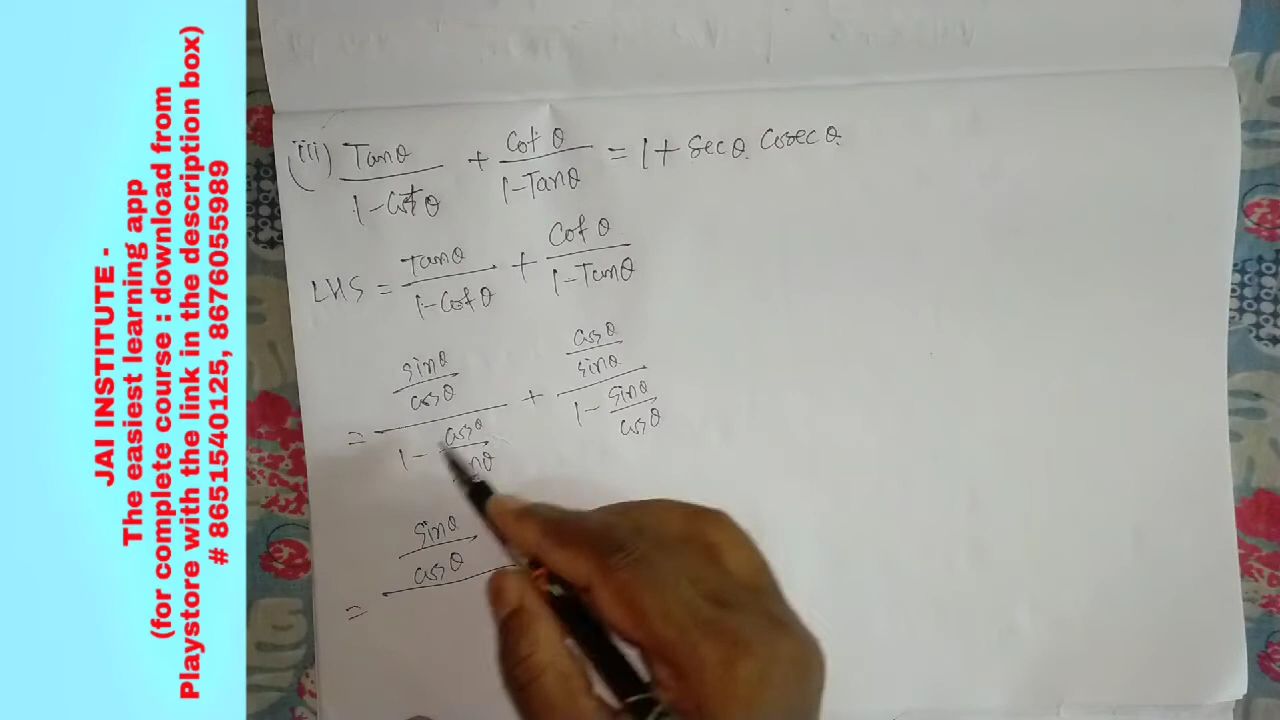 JAI INSTITUTE -
The easiest learning app
(for complete course : download from
Playstore with the link in the description box)
# 8651540125, 8676055989
(iii) Tanθ / 1-Cotθ + Cotθ / 1-Tanθ = 1 + Secθ. Cosecθ.
LHS = Tanθ / 1-Cotθ + Cotθ / 1-Tanθ
= sinθ/cosθ / 1 - cosθ/ nθ + cosθ/sinθ / 1 - sinθ/cosθ
= sinθ/cosθ